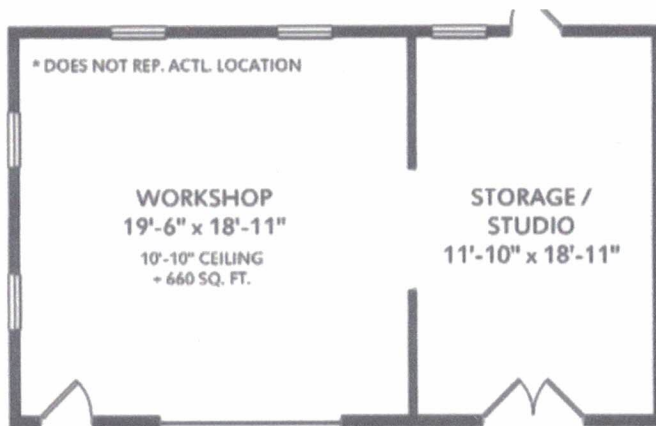 * DOES NOT REP. ACTL. LOCATION
WORKSHOP
19'-6" x 18'-11"
10'-10" CEILING
+ 660 SQ. FT.
STORAGE /
STUDIO
11'-10" x 18'-11"